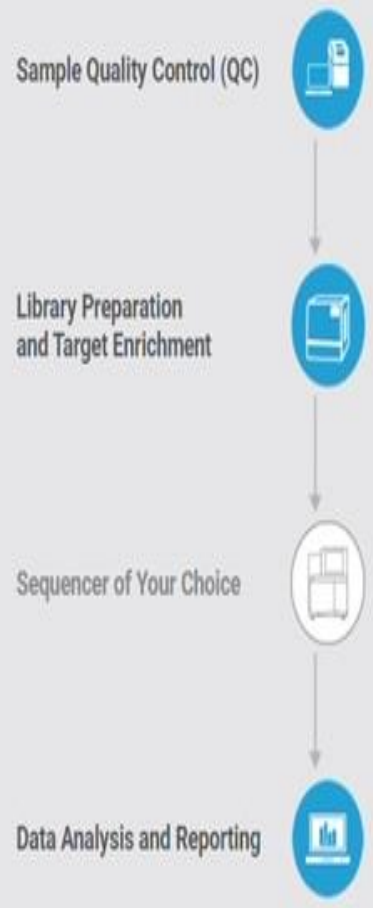 Sample Quality Control (QC)
Library Preparation
and Target Enrichment
Sequencer of Your Choice
Data Analysis and Reporting